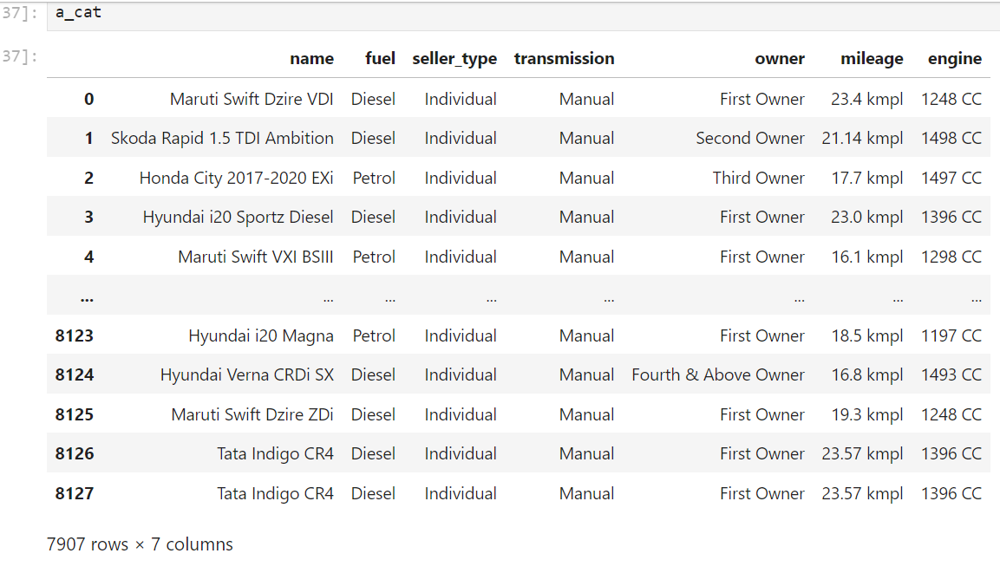 37]: a_cat
37]: name fuel seller_type transmission owner mileage engine
0 Maruti Swift Dzire VDI Diesel Individual Manual First Owner 23.4 kmpl 1248 CC
1 Skoda Rapid 1.5 TDI Ambition Diesel Individual Manual Second Owner 21.14 kmpl 1498 CC
2 Honda City 2017-2020 EXi Petrol Individual Manual Third Owner 17.7 kmpl 1497 CC
3 Hyundai i20 Sportz Diesel Diesel Individual Manual First Owner 23.0 kmpl 1396 CC
4 Maruti Swift VXI BSIII Petrol Individual Manual First Owner 16.1 kmpl 1298 CC
... ... ... ... ... ... ... ...
8123 Hyundai i20 Magna Petrol Individual Manual First Owner 18.5 kmpl 1197 CC
8124 Hyundai Verna CRDi SX Diesel Individual Manual Fourth & Above Owner 16.8 kmpl 1493 CC
8125 Maruti Swift Dzire ZDi Diesel Individual Manual First Owner 19.3 kmpl 1248 CC
8126 Tata Indigo CR4 Diesel Individual Manual First Owner 23.57 kmpl 1396 CC
8127 Tata Indigo CR4 Diesel Individual Manual First Owner 23.57 kmpl 1396 CC
7907 rows × 7 columns